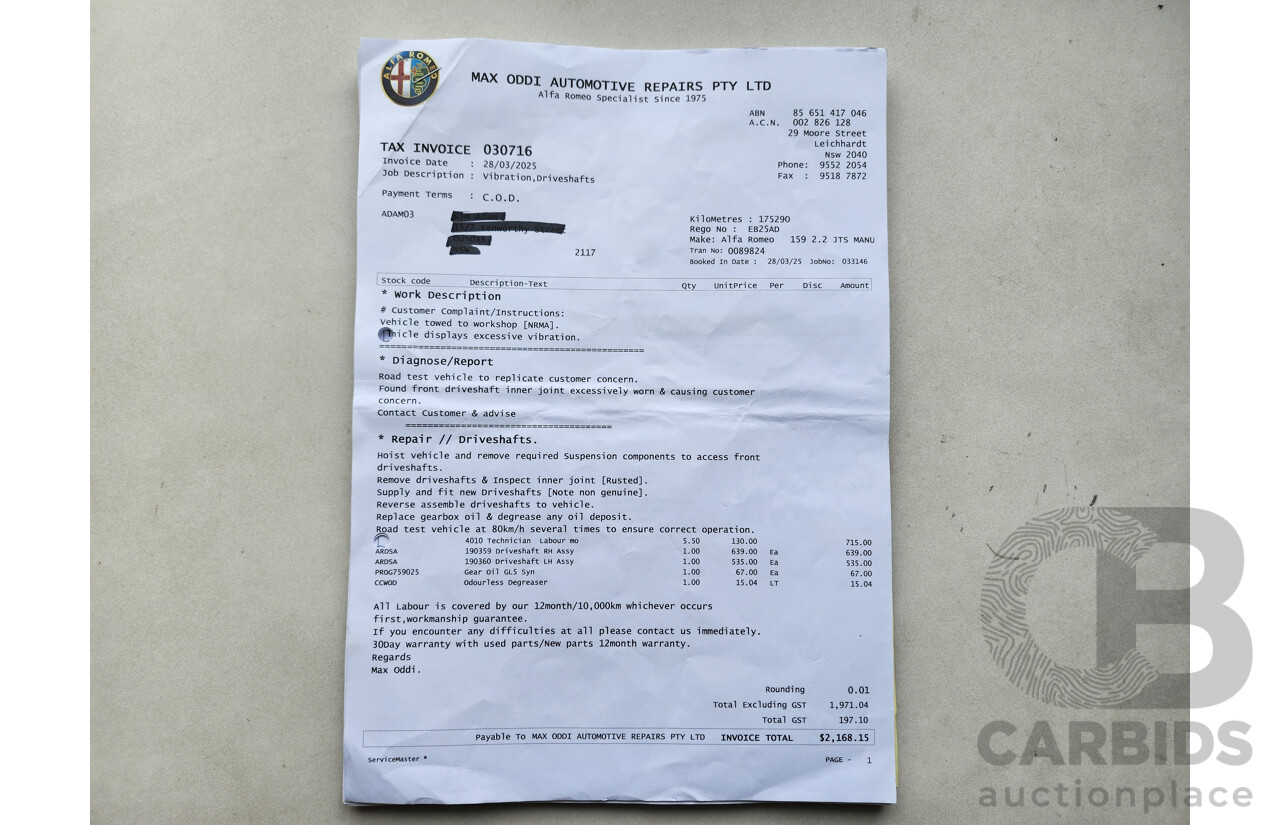 ALFA ROMEO
MAX ODDI AUTOMOTIVE REPAIRS PTY LTD
Alfa Romeo Specialist Since 1975
ABN 85 651 417 046
A.C.N. 002 826 128
29 Moore Street
Leichhardt
Nsw 2040
Phone: 9552 2054
Fax : 9518 7872
TAX INVOICE 030716
Invoice Date : 28/03/2025
Job Description : Vibration,Driveshafts
Payment Terms : C.O.D.
ADAM03
2117
KiloMetres : 175290
Rego No : EB25AD
Make: Alfa Romeo 159 2.2 JTS MANU
Tran No: 0089824
Booked In Date : 28/03/25 JobNo: 033146
Stock code Description-Text Qty UnitPrice Per Disc Amount
* Work Description
# Customer Complaint/Instructions:
Vehicle towed to workshop [NRMA].
hicle displays excessive vibration.
* Diagnose/Report
Road test vehicle to replicate customer concern.
Found front driveshaft inner joint excessively worn & causing customer
concern.
Contact Customer & advise
* Repair // Driveshafts.
Hoist vehicle and remove required Suspension components to access front
driveshafts.
Remove driveshafts & Inspect inner joint [Rusted].
Supply and fit new Driveshafts [Note non genuine].
Reverse assemble driveshafts to vehicle.
Replace gearbox oil & degrease any oil deposit.
Road test vehicle at 80km/h several times to ensure correct operation.
4010 Technician Labour mo 5.50 130.00 715.00
ARDSA 190359 Driveshaft RH Assy 1.00 639.00 Ea 639.00
ARDSA 190360 Driveshaft LH Assy 1.00 535.00 Ea 535.00
PROG759025 Gear Oil GL5 Syn 1.00 67.00 Ea 67.00
CCWOD Odourless Degreaser 1.00 15.04 LT 15.04
All Labour is covered by our 12month/10,000km whichever occurs
first,workmanship guarantee.
If you encounter any difficulties at all please contact us immediately.
30Day warranty with used parts/New parts 12month warranty.
Regards
Max Oddi.
Rounding 0.01
Total Excluding GST 1,971.04
Total GST 197.10
Payable To MAX ODDI AUTOMOTIVE REPAIRS PTY LTD INVOICE TOTAL $2,168.15
ServiceMaster * PAGE - 1
CB
CARBIDS
auctionplace